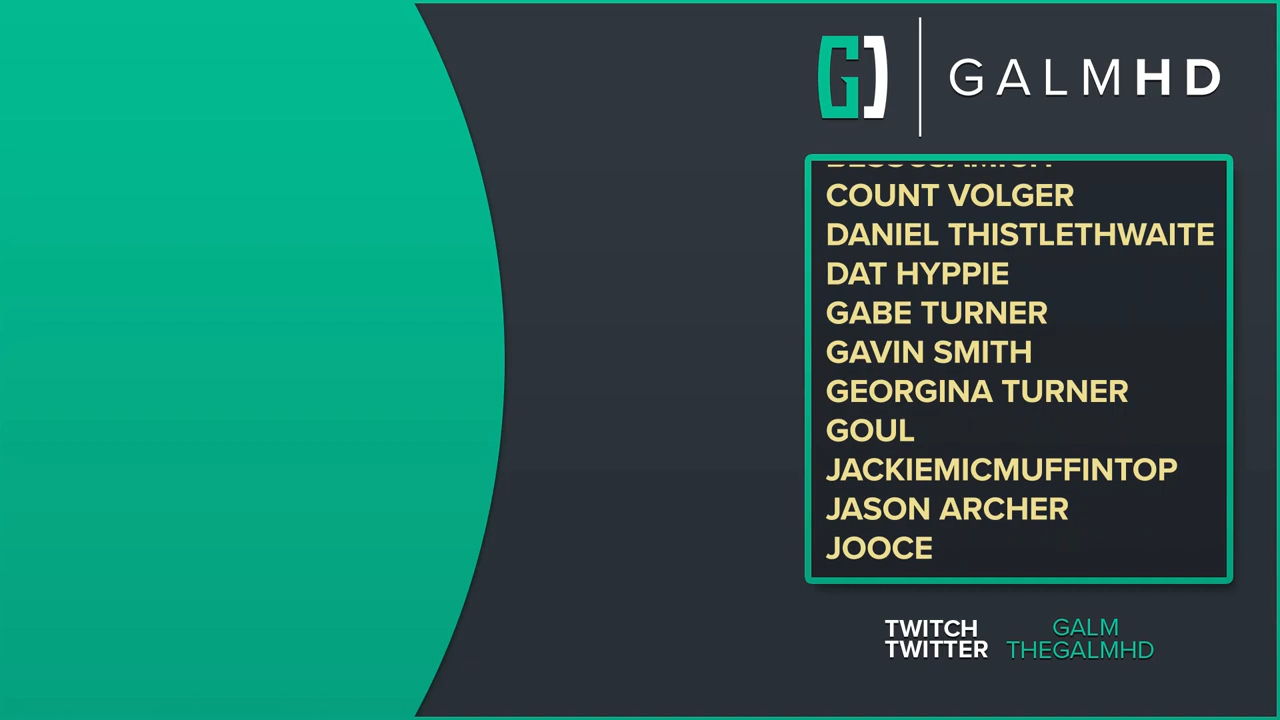 GALMHD
COUNT VOLGER
DANIEL THISTLETHWAITE
DAT HYPPIE
GABE TURNER
GAVIN SMITH
GEORGINA TURNER
GOUL
JACKIEMICMUFFINTOP
JASON ARCHER
JOOCE
TWITCH GALM
TWITTER THEGALMHD